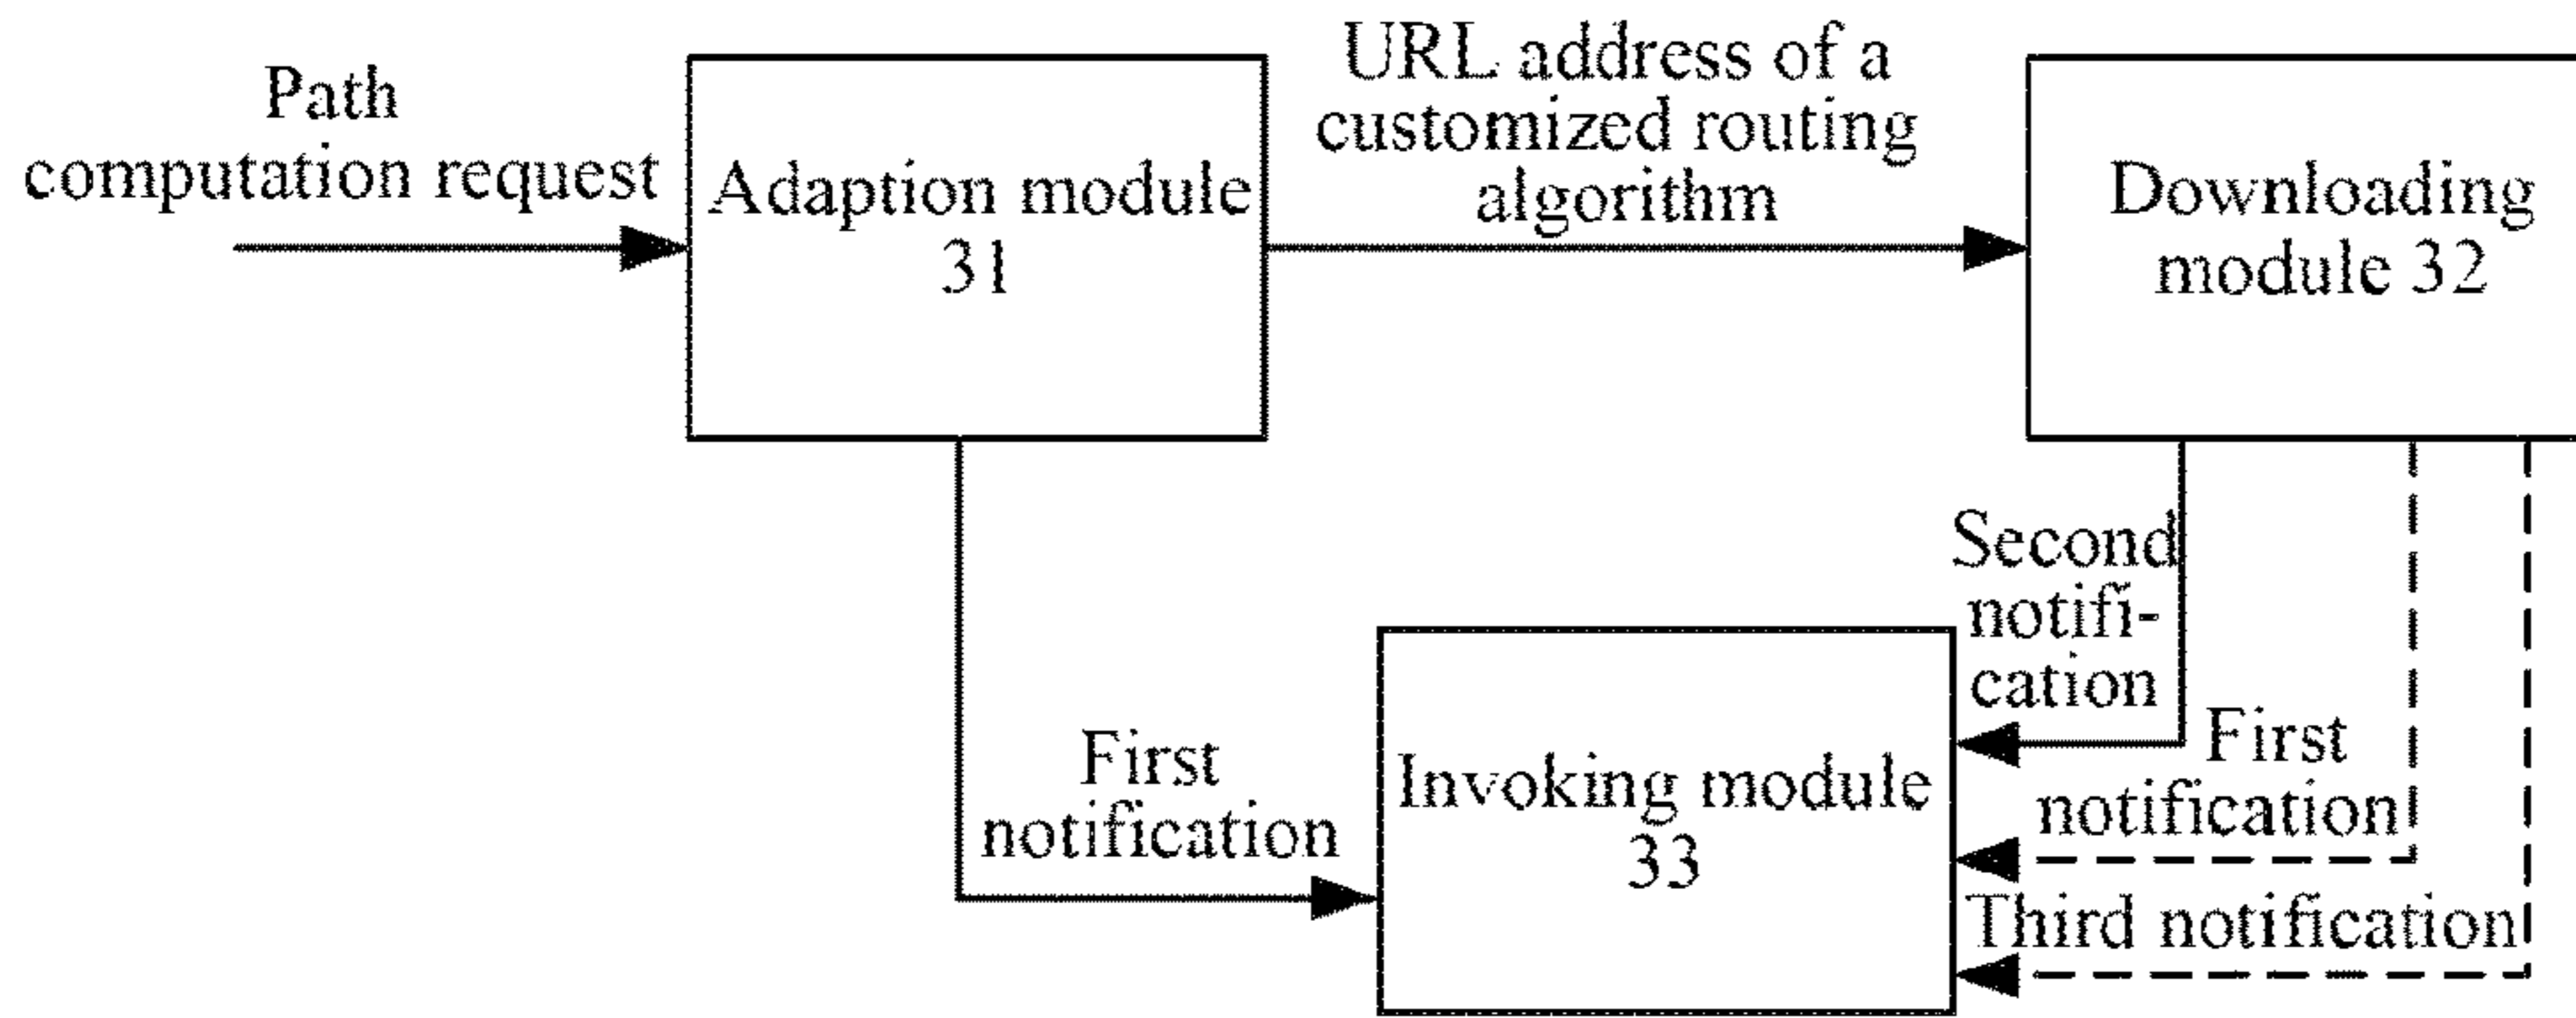 Path
computation request
Adaption module
31
URL address of a
customized routing
algorithm
Downloading
module 32
First
notification
Invoking module
33
Second
notifi-
cation
First
notification
Third notification